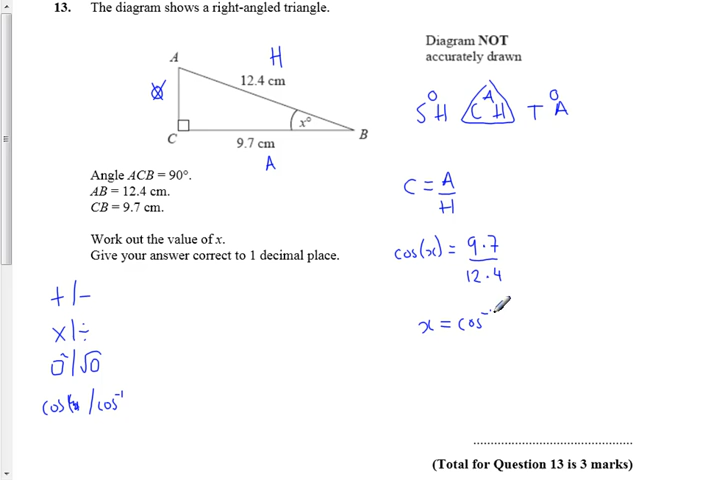 13. The diagram shows a right-angled triangle.
Diagram NOT
accurately drawn
A
H
12.4 cm
O
x°
C
B
9.7 cm
A
S O H C A H T O A
Angle ACB = 90°.
AB = 12.4 cm.
CB = 9.7 cm.
Work out the value of x.
Give your answer correct to 1 decimal place.
C = A / H
cos(x) = 9.7 / 12.4
x = cos⁻
+ / −
× / ÷
□² / √□
cos / cos⁻¹
(Total for Question 13 is 3 marks)